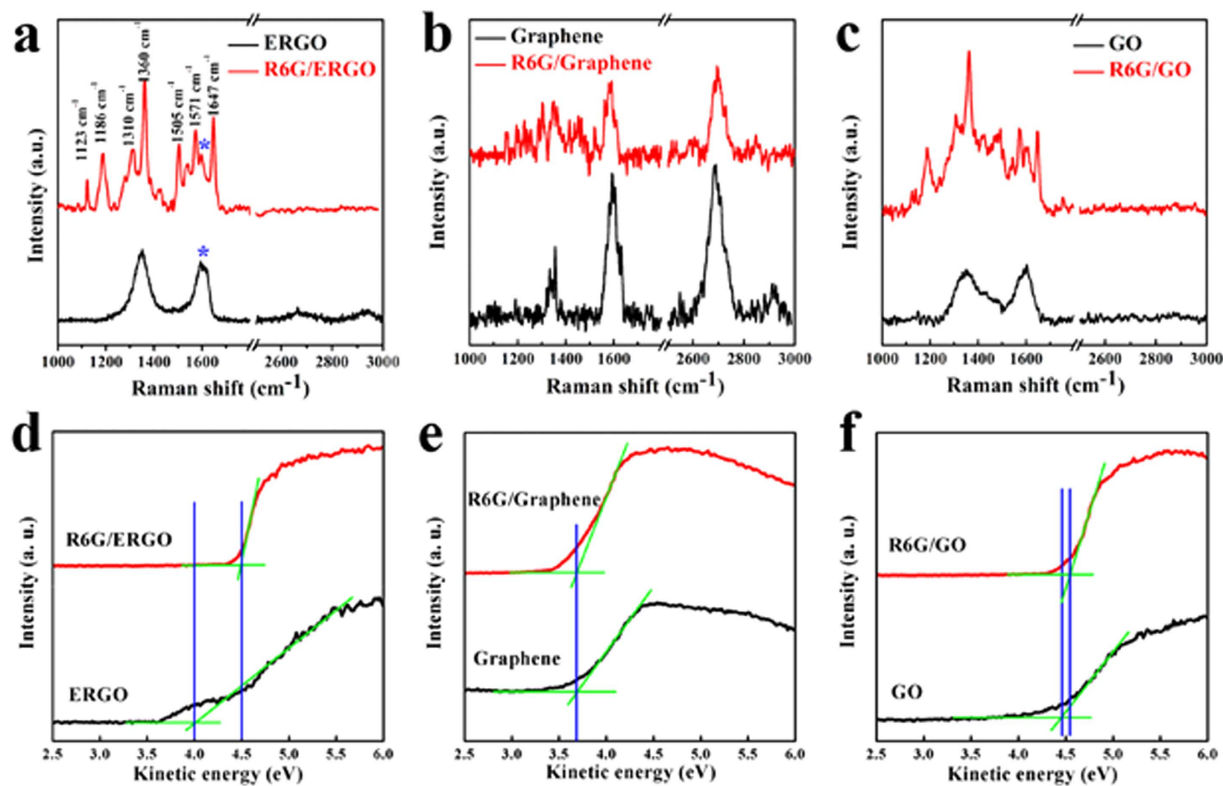 a
ERGO
R6G/ERGO
1123 cm-1
1186 cm-1
1310 cm-1
1360 cm-1
1505 cm-1
1571 cm-1
1647 cm-1
*
*
Intensity (a.u.)
1000 1200 1400 1600 3000
Raman shift (cm-1)
b
Graphene
R6G/Graphene
Intensity (a.u.)
1000 1200 1400 1600 2600 2800 3000
Raman shift (cm-1)
c
GO
R6G/GO
Intensity (a.u.)
1000 1200 1400 1600 2600 2800 3000
Raman shift (cm-1)
d
R6G/ERGO
ERGO
Intensity (a. u.)
2.5 3.0 3.5 4.0 4.5 5.0 5.5 6.0
Kinetic energy (eV)
e
R6G/Graphene
Graphene
Intensity (a. u.)
2.5 3.0 3.5 4.0 4.5 5.0 5.5 6.0
Kinetic energy (eV)
f
R6G/GO
GO
Intensity (a. u.)
2.5 3.0 3.5 4.0 4.5 5.0 5.5 6.0
Kinetic energy (eV)